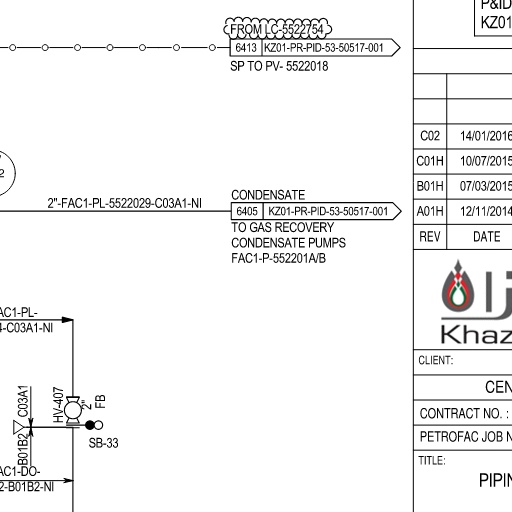 P&ID
KZ01
FROM LC-5522754
6413 KZ01-PR-PID-53-50517-001
SP TO PV- 5522018
2"-FAC1-PL-5522029-C03A1-NI
CONDENSATE
6405 KZ01-PR-PID-53-50517-001
TO GAS RECOVERY
CONDENSATE PUMPS
FAC1-P-552201A/B
C02 14/01/2016
C01H 10/07/2015
B01H 07/03/2015
A01H 12/11/2014
REV DATE
Khaz
CLIENT:
CEN
CONTRACT NO. :
PETROFAC JOB N
TITLE:
PIPIN
AC1-PL-
4-C03A1-NI
C03A1
B01B2
HV-407
2"
FB
SB-33
AC1-DO-
2-B01B2-NI